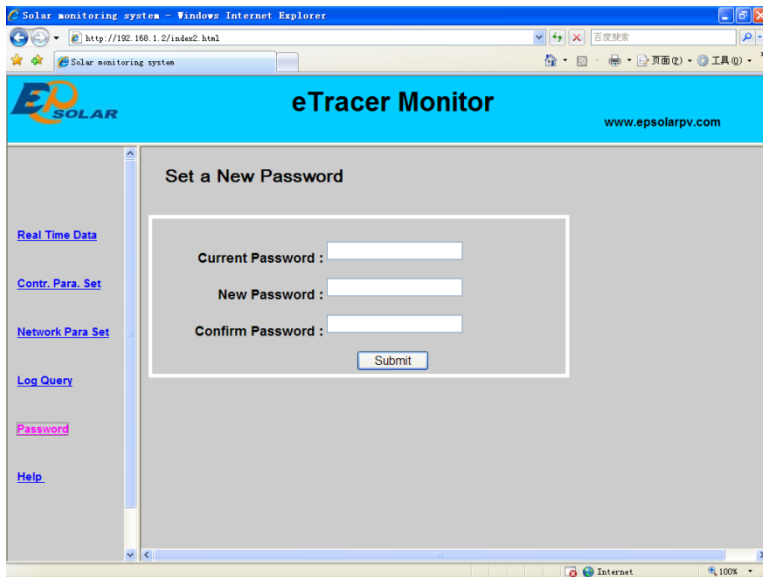 Solar monitoring system - Windows Internet Explorer
http://192.168.1.2/index2.html
百度搜索
Solar monitoring system
页面(P)
工具(O)
EP SOLAR
eTracer Monitor
www.epsolarpv.com
Set a New Password
Real Time Data
Contr. Para. Set
Network Para Set
Log Query
Password
Help
Current Password :
New Password :
Confirm Password :
Submit
Internet
100%